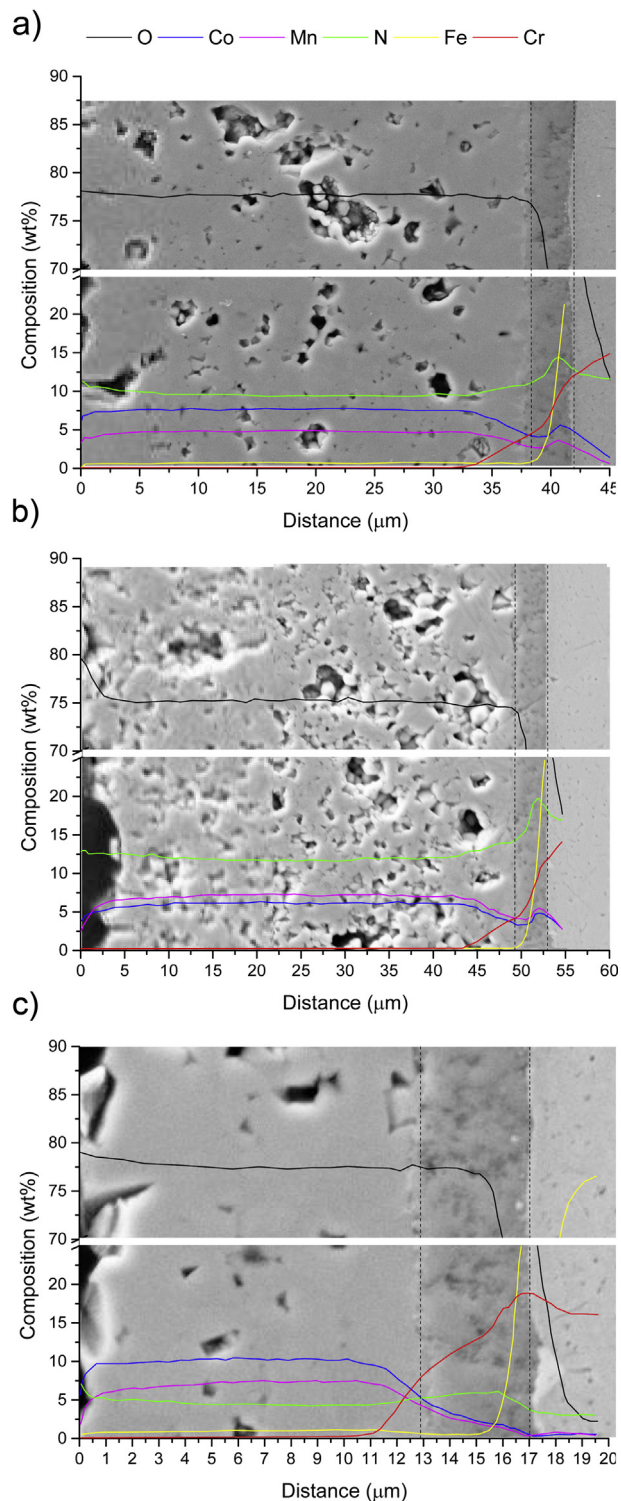 a)
O Co Mn N Fe Cr
90
85
80
75
70
20
15
10
5
0
Composition (wt%)
0 5 10 15 20 25 30 35 40 45
Distance (μm)
b)
90
85
80
75
70
20
15
10
5
0
Composition (wt%)
0 5 10 15 20 25 30 35 40 45 50 55 60
Distance (μm)
c)
90
85
80
75
70
20
15
10
5
0
Composition (wt%)
0 1 2 3 4 5 6 7 8 9 10 11 12 13 14 15 16 17 18 19 20
Distance (μm)